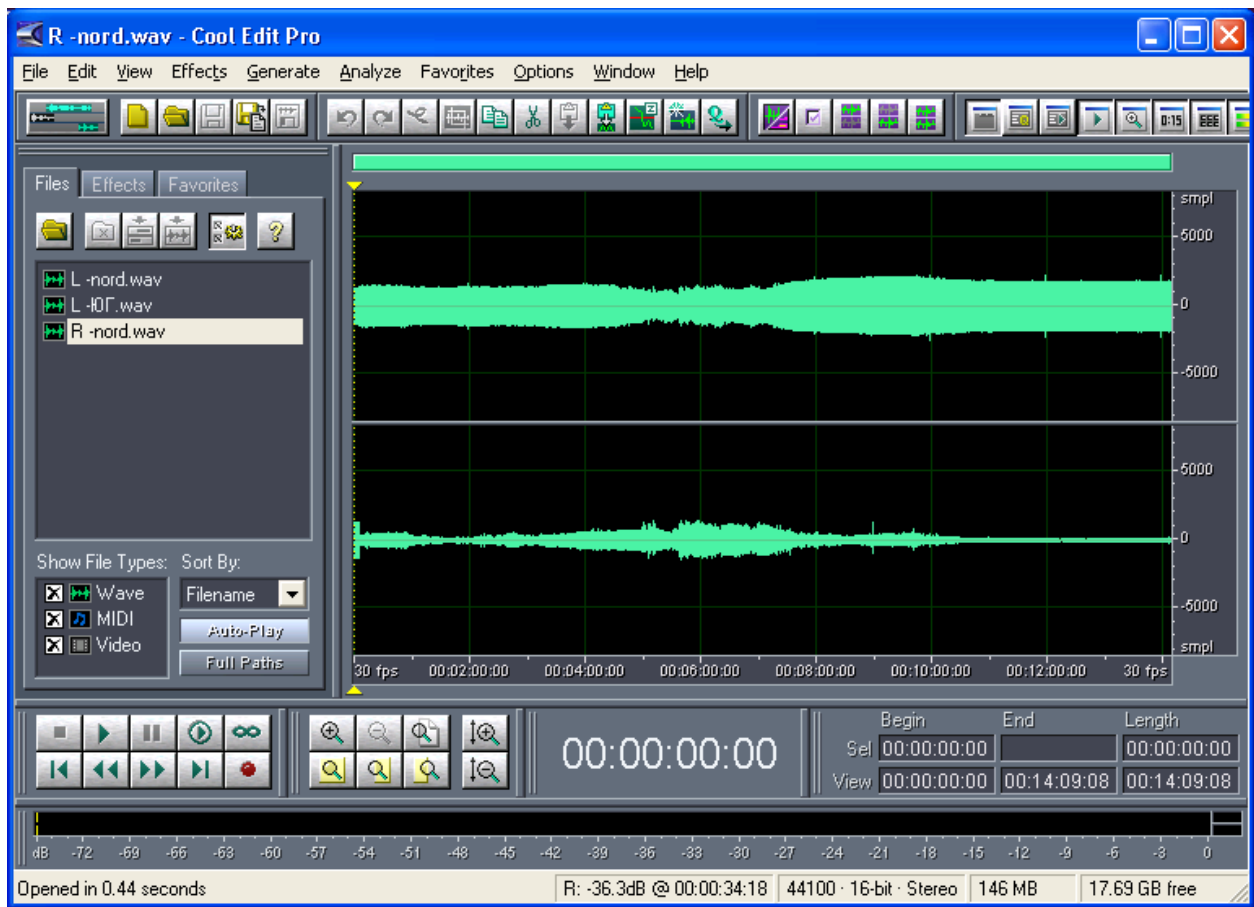 R -nord.wav - Cool Edit Pro
File Edit View Effects Generate Analyze Favorites Options Window Help
0:15
Files Effects Favorites
L -nord.wav
L -ЮГ.wav
R -nord.wav
Show File Types: Sort By:
Wave Filename
MIDI Auto-Play
Video Full Paths
smpl
5000
0
-5000
5000
0
-5000
smpl
30 fps 00:02:00:00 00:04:00:00 00:06:00:00 00:08:00:00 00:10:00:00 00:12:00:00 30 fps
00:00:00:00
Begin End Length
Sel 00:00:00:00 00:00:00:00
View 00:00:00:00 00:14:09:08 00:14:09:08
dB -72 -69 -66 -63 -60 -57 -54 -51 -48 -45 -42 -39 -36 -33 -30 -27 -24 -21 -18 -15 -12 -9 -6 -3 0
Opened in 0.44 seconds R: -36.3dB @ 00:00:34:18 44100 · 16-bit · Stereo 146 MB 17.69 GB free